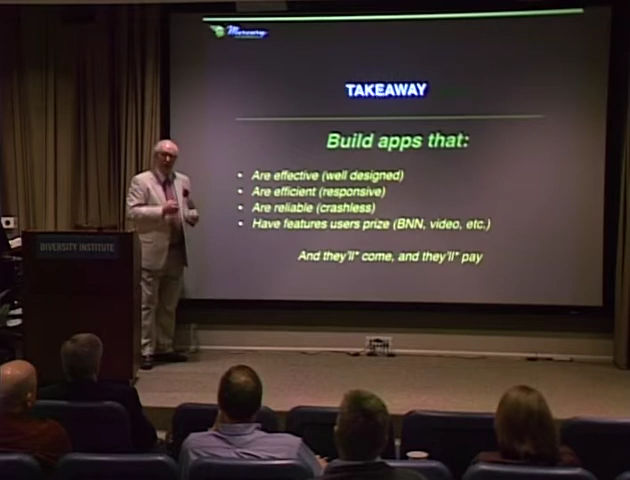 Mercury
TAKEAWAY
Build apps that:
• Are effective (well designed)
• Are efficient (responsive)
• Are reliable (crashless)
• Have features users prize (BNN, video, etc.)
And they'll* come, and they'll* pay
DIVERSITY INSTITUTE